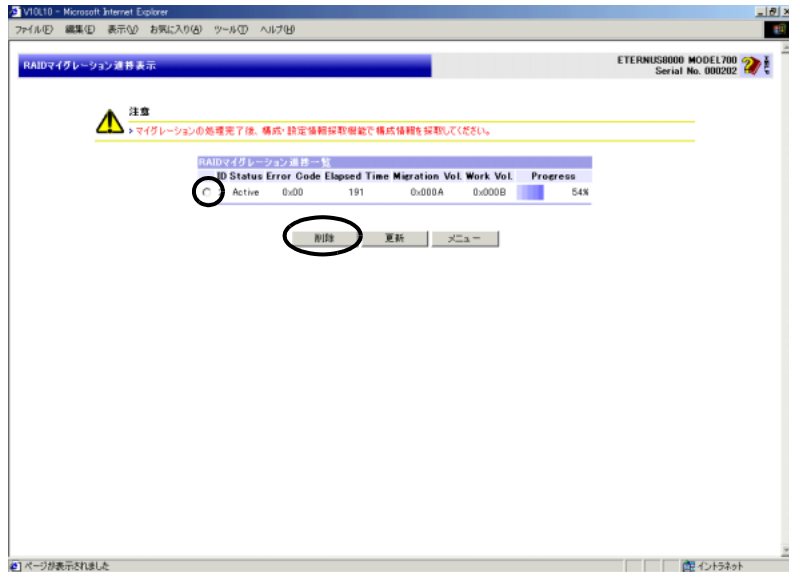 V10L10 - Microsoft Internet Explorer
ファイル(F) 編集(E) 表示(V) お気に入り(A) ツール(T) ヘルプ(H)
RAIDマイグレーション進捗表示
ETERNUS8000 MODEL700
Serial No. 000202
注意
マイグレーションの処理完了後、構成・設定情報採取機能で構成情報を採取してください。
RAIDマイグレーション進捗一覧
ID Status Error Code Elapsed Time Migration Vol. Work Vol. Progress
Active 0x00 191 0x000A 0x000B 54%
削除 更新 メニュー
ページが表示されました イントラネット